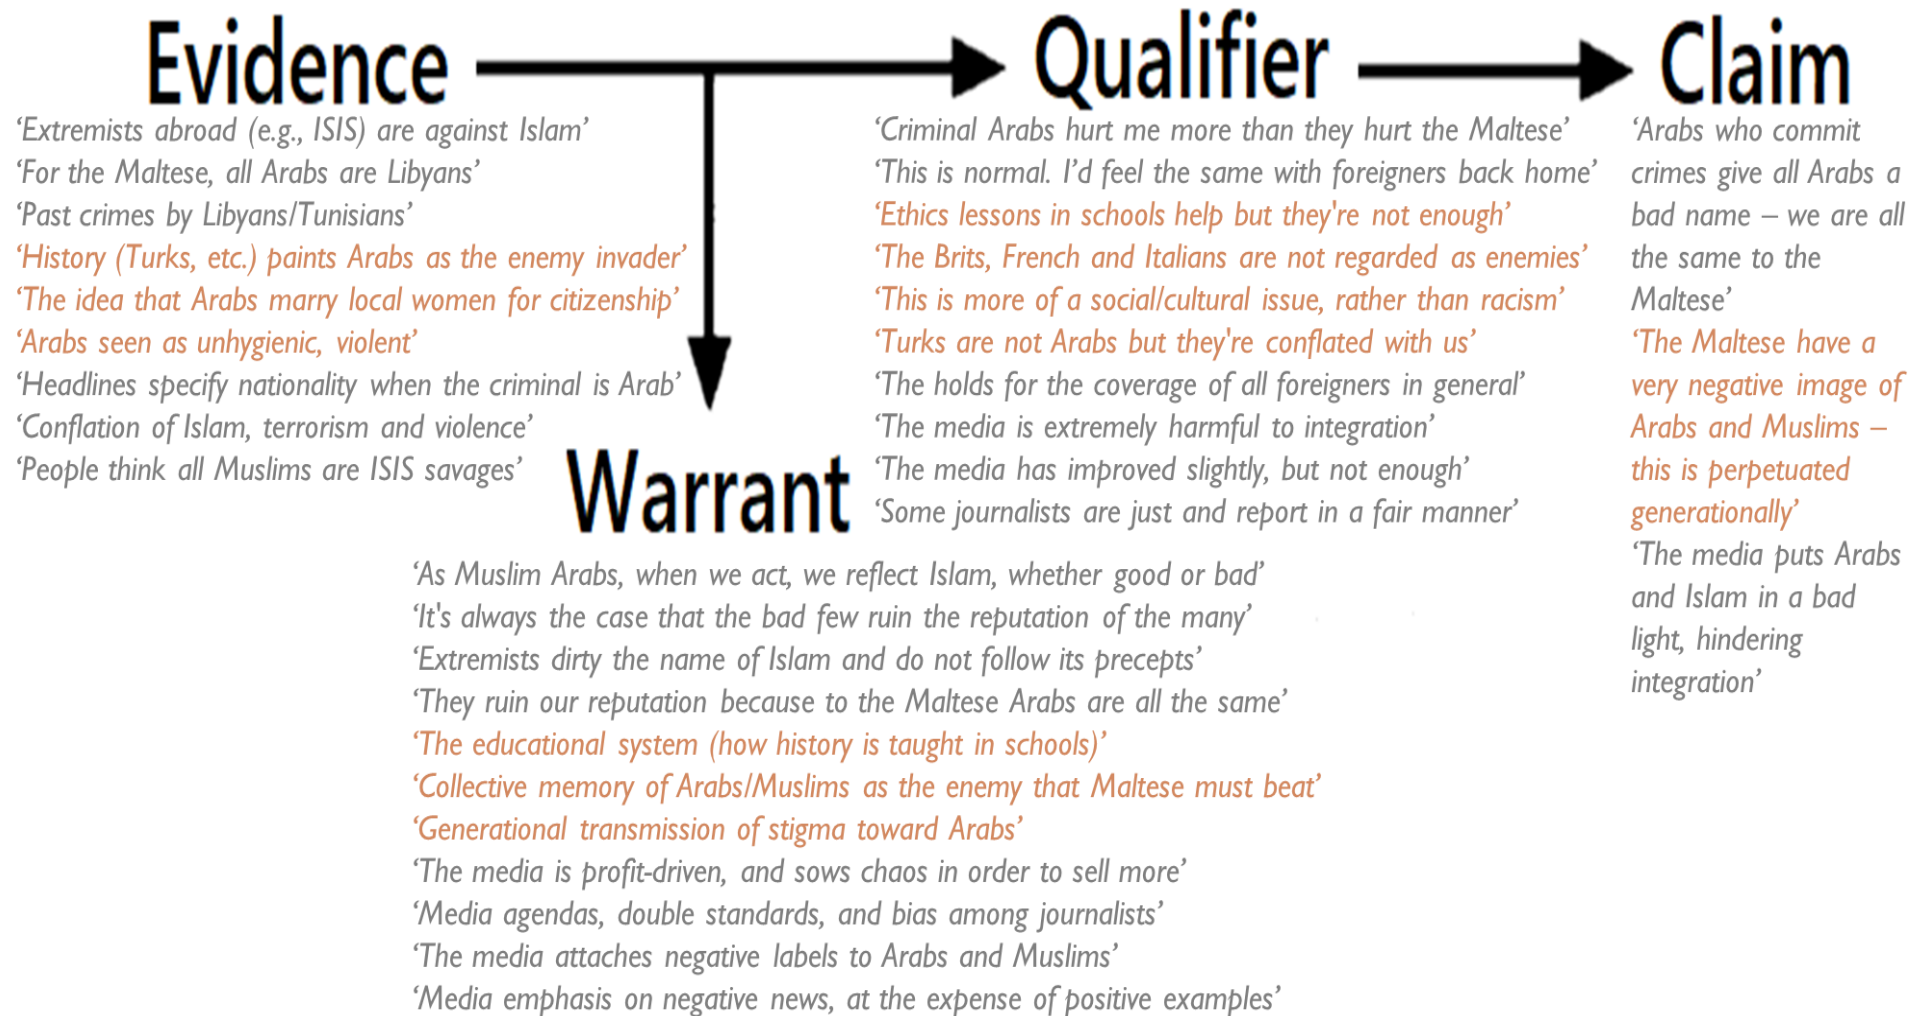 Evidence
Qualifier
Claim
‘Extremists abroad (e.g., ISIS) are against Islam’
‘For the Maltese, all Arabs are Libyans’
‘Past crimes by Libyans/Tunisians’
‘History (Turks, etc.) paints Arabs as the enemy invader’
‘The idea that Arabs marry local women for citizenship’
‘Arabs seen as unhygienic, violent’
‘Headlines specify nationality when the criminal is Arab’
‘Conflation of Islam, terrorism and violence’
‘People think all Muslims are ISIS savages’
‘Criminal Arabs hurt me more than they hurt the Maltese’
‘This is normal. I’d feel the same with foreigners back home’
‘Ethics lessons in schools help but they're not enough’
‘The Brits, French and Italians are not regarded as enemies’
‘This is more of a social/cultural issue, rather than racism’
‘Turks are not Arabs but they're conflated with us’
‘The holds for the coverage of all foreigners in general’
‘The media is extremely harmful to integration’
‘The media has improved slightly, but not enough’
‘Some journalists are just and report in a fair manner’
‘Arabs who commit
crimes give all Arabs a
bad name – we are all
the same to the
Maltese’
‘The Maltese have a
very negative image of
Arabs and Muslims –
this is perpetuated
generationally’
‘The media puts Arabs
and Islam in a bad
light, hindering
integration’
Warrant
‘As Muslim Arabs, when we act, we reflect Islam, whether good or bad’
‘It's always the case that the bad few ruin the reputation of the many’
‘Extremists dirty the name of Islam and do not follow its precepts’
‘They ruin our reputation because to the Maltese Arabs are all the same’
‘The educational system (how history is taught in schools)’
‘Collective memory of Arabs/Muslims as the enemy that Maltese must beat’
‘Generational transmission of stigma toward Arabs’
‘The media is profit-driven, and sows chaos in order to sell more’
‘Media agendas, double standards, and bias among journalists’
‘The media attaches negative labels to Arabs and Muslims’
‘Media emphasis on negative news, at the expense of positive examples’